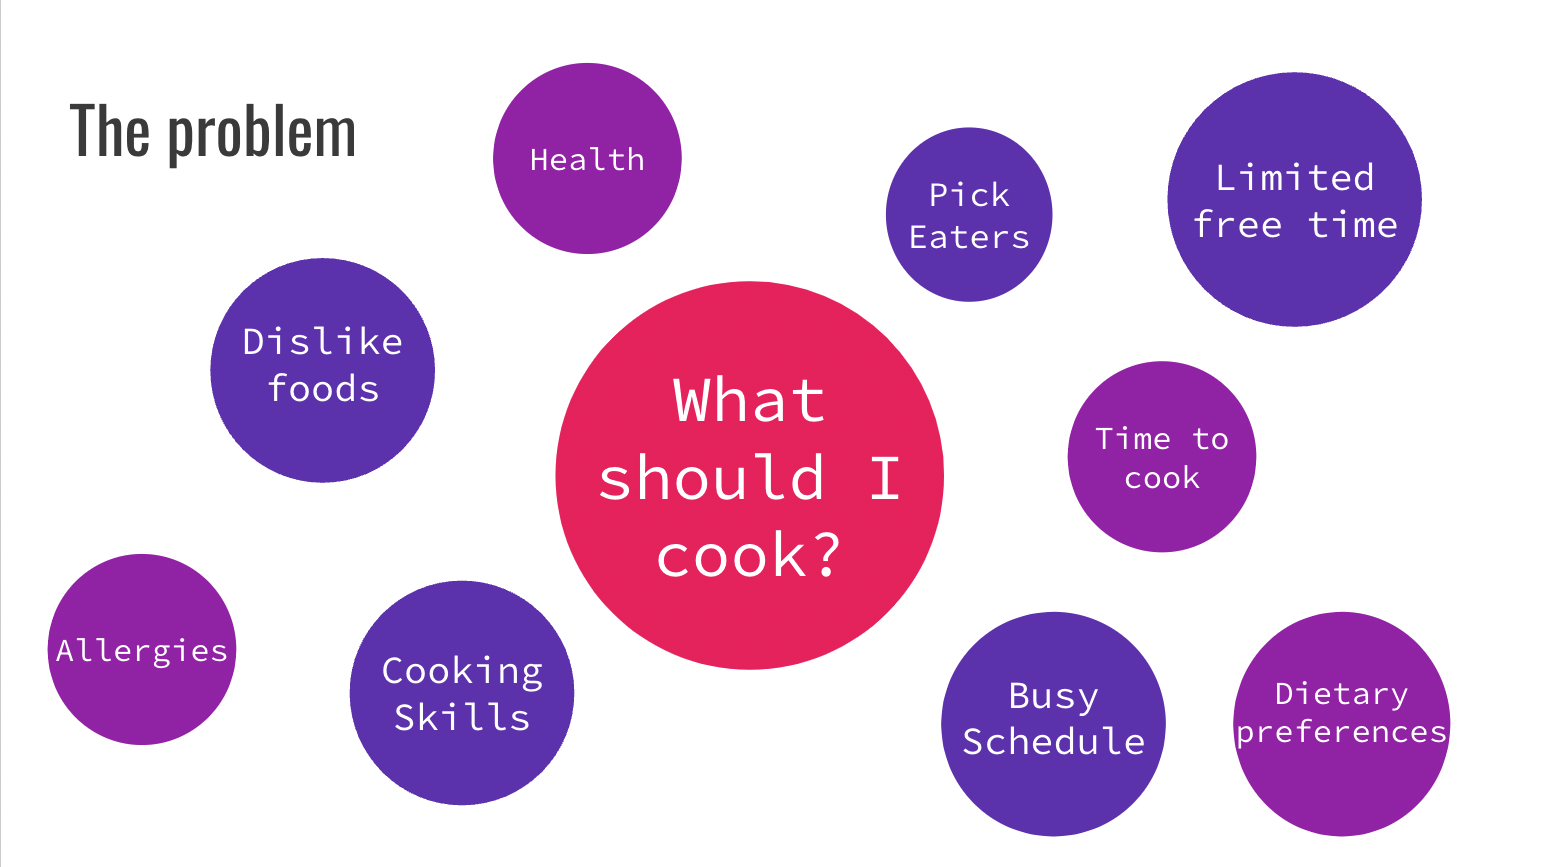 The problem
Health
Pick
Eaters
Limited
free time
Dislike
foods
What
should I
cook?
Time to
cook
Allergies
Cooking
Skills
Busy
Schedule
Dietary
preferences